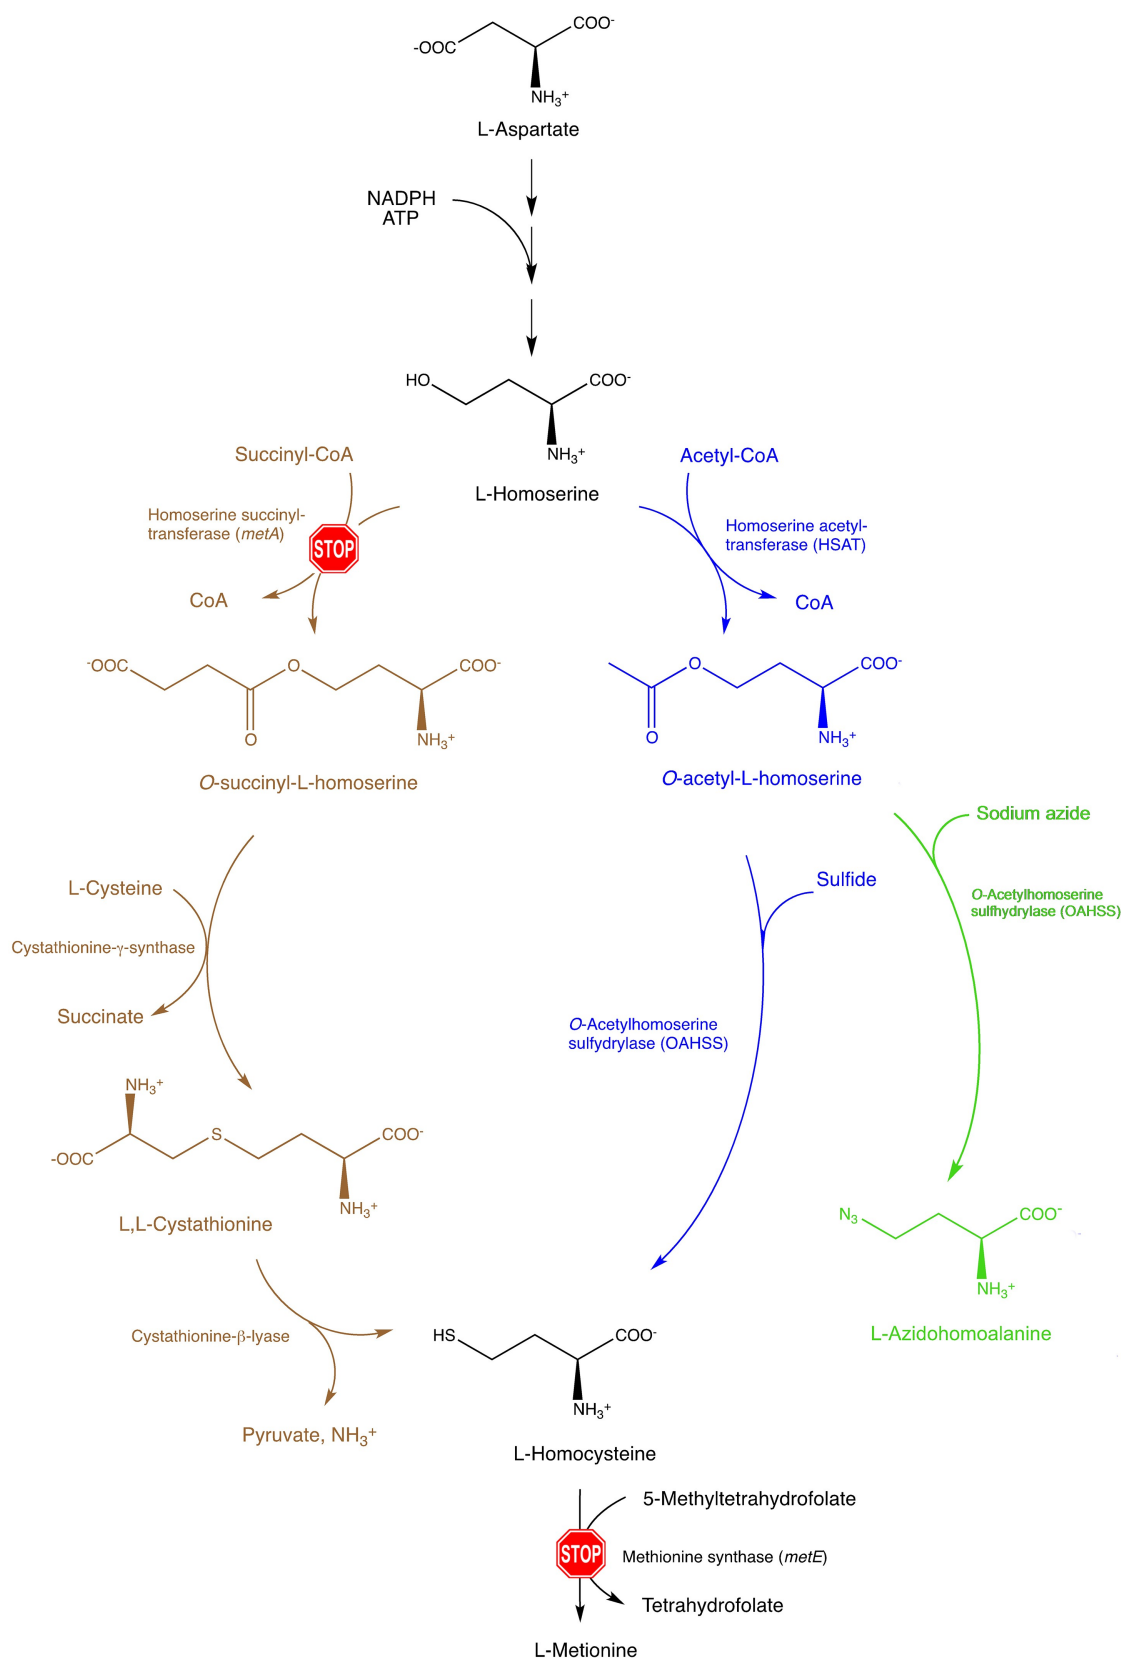 -OOC
COO-
NH3+
L-Aspartate
NADPH
ATP
HO
COO-
NH3+
L-Homoserine
Succinyl-CoA
Homoserine succinyl-
transferase (metA)
STOP
CoA
Acetyl-CoA
Homoserine acetyl-
transferase (HSAT)
CoA
-OOC
O
COO-
O
NH3+
O-succinyl-L-homoserine
O
COO-
O
NH3+
O-acetyl-L-homoserine
Sodium azide
O-Acetylhomoserine
sulfhydrylase (OAHSS)
L-Cysteine
Cystathionine-γ-synthase
Succinate
Sulfide
O-Acetylhomoserine
sulfydrylase (OAHSS)
NH3+
-OOC
S
COO-
NH3+
L,L-Cystathionine
N3
COO-
NH3+
L-Azidohomoalanine
Cystathionine-β-lyase
Pyruvate, NH3+
HS
COO-
NH3+
L-Homocysteine
5-Methyltetrahydrofolate
STOP
Methionine synthase (metE)
Tetrahydrofolate
L-Metionine